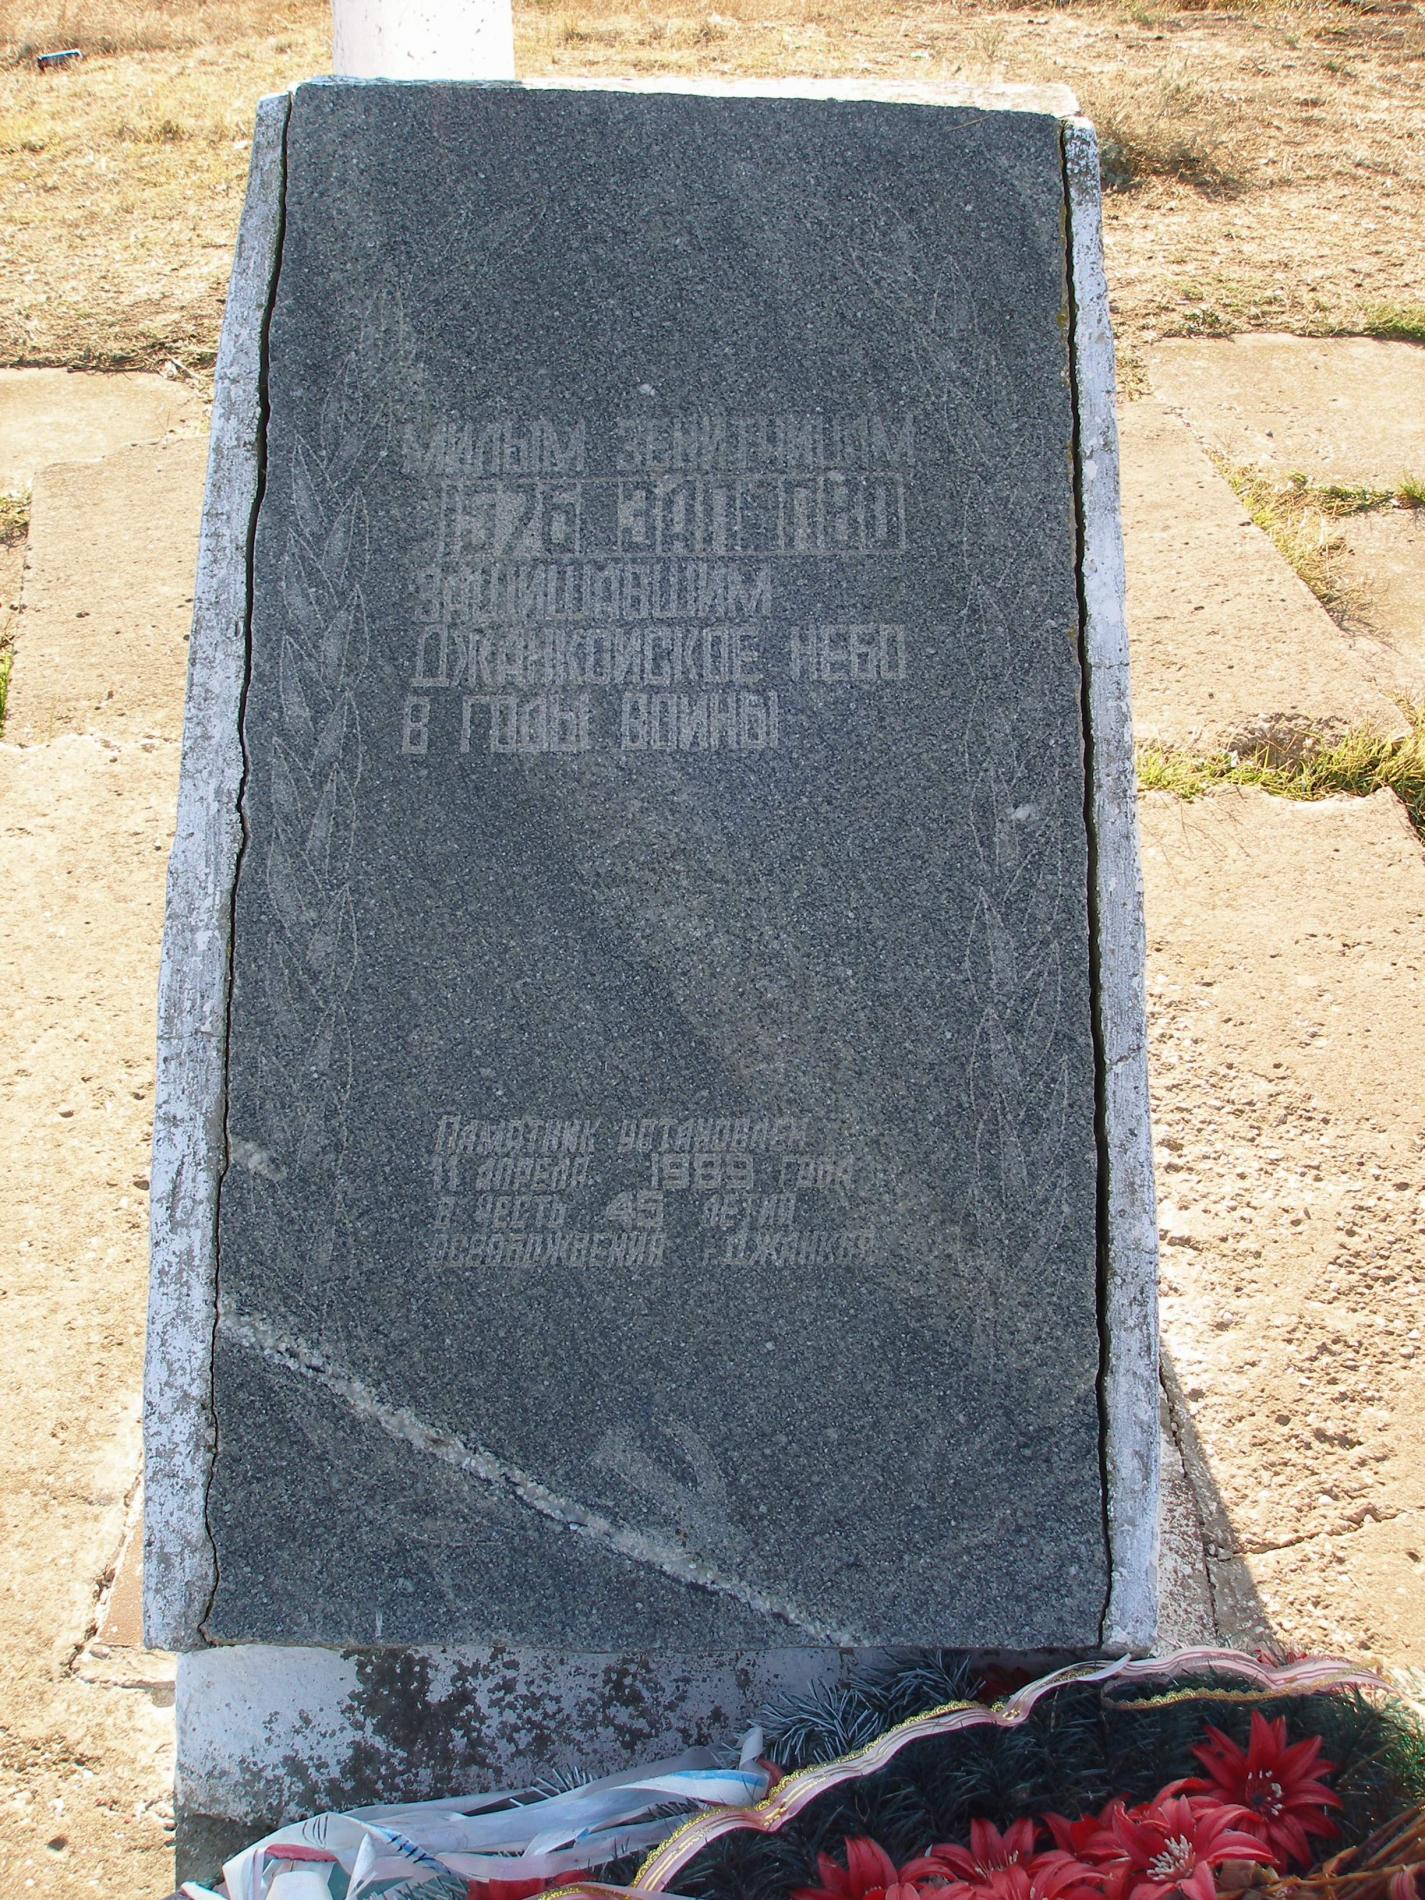 МИЛЫМ ЗЕНИТЧИЦАМ
1576 ЗАП ПВО
ЗАЩИЩАВШИМ
ДЖАНКОЙСКОЕ НЕБО
В ГОДЫ ВОЙНЫ
ПАМЯТНИК УСТАНОВЛЕН
11 АПРЕЛЯ 1989 ГОДА
В ЧЕСТЬ 45 ЛЕТИЯ
ОСВОБОЖДЕНИЯ ДЖАНКОЯ